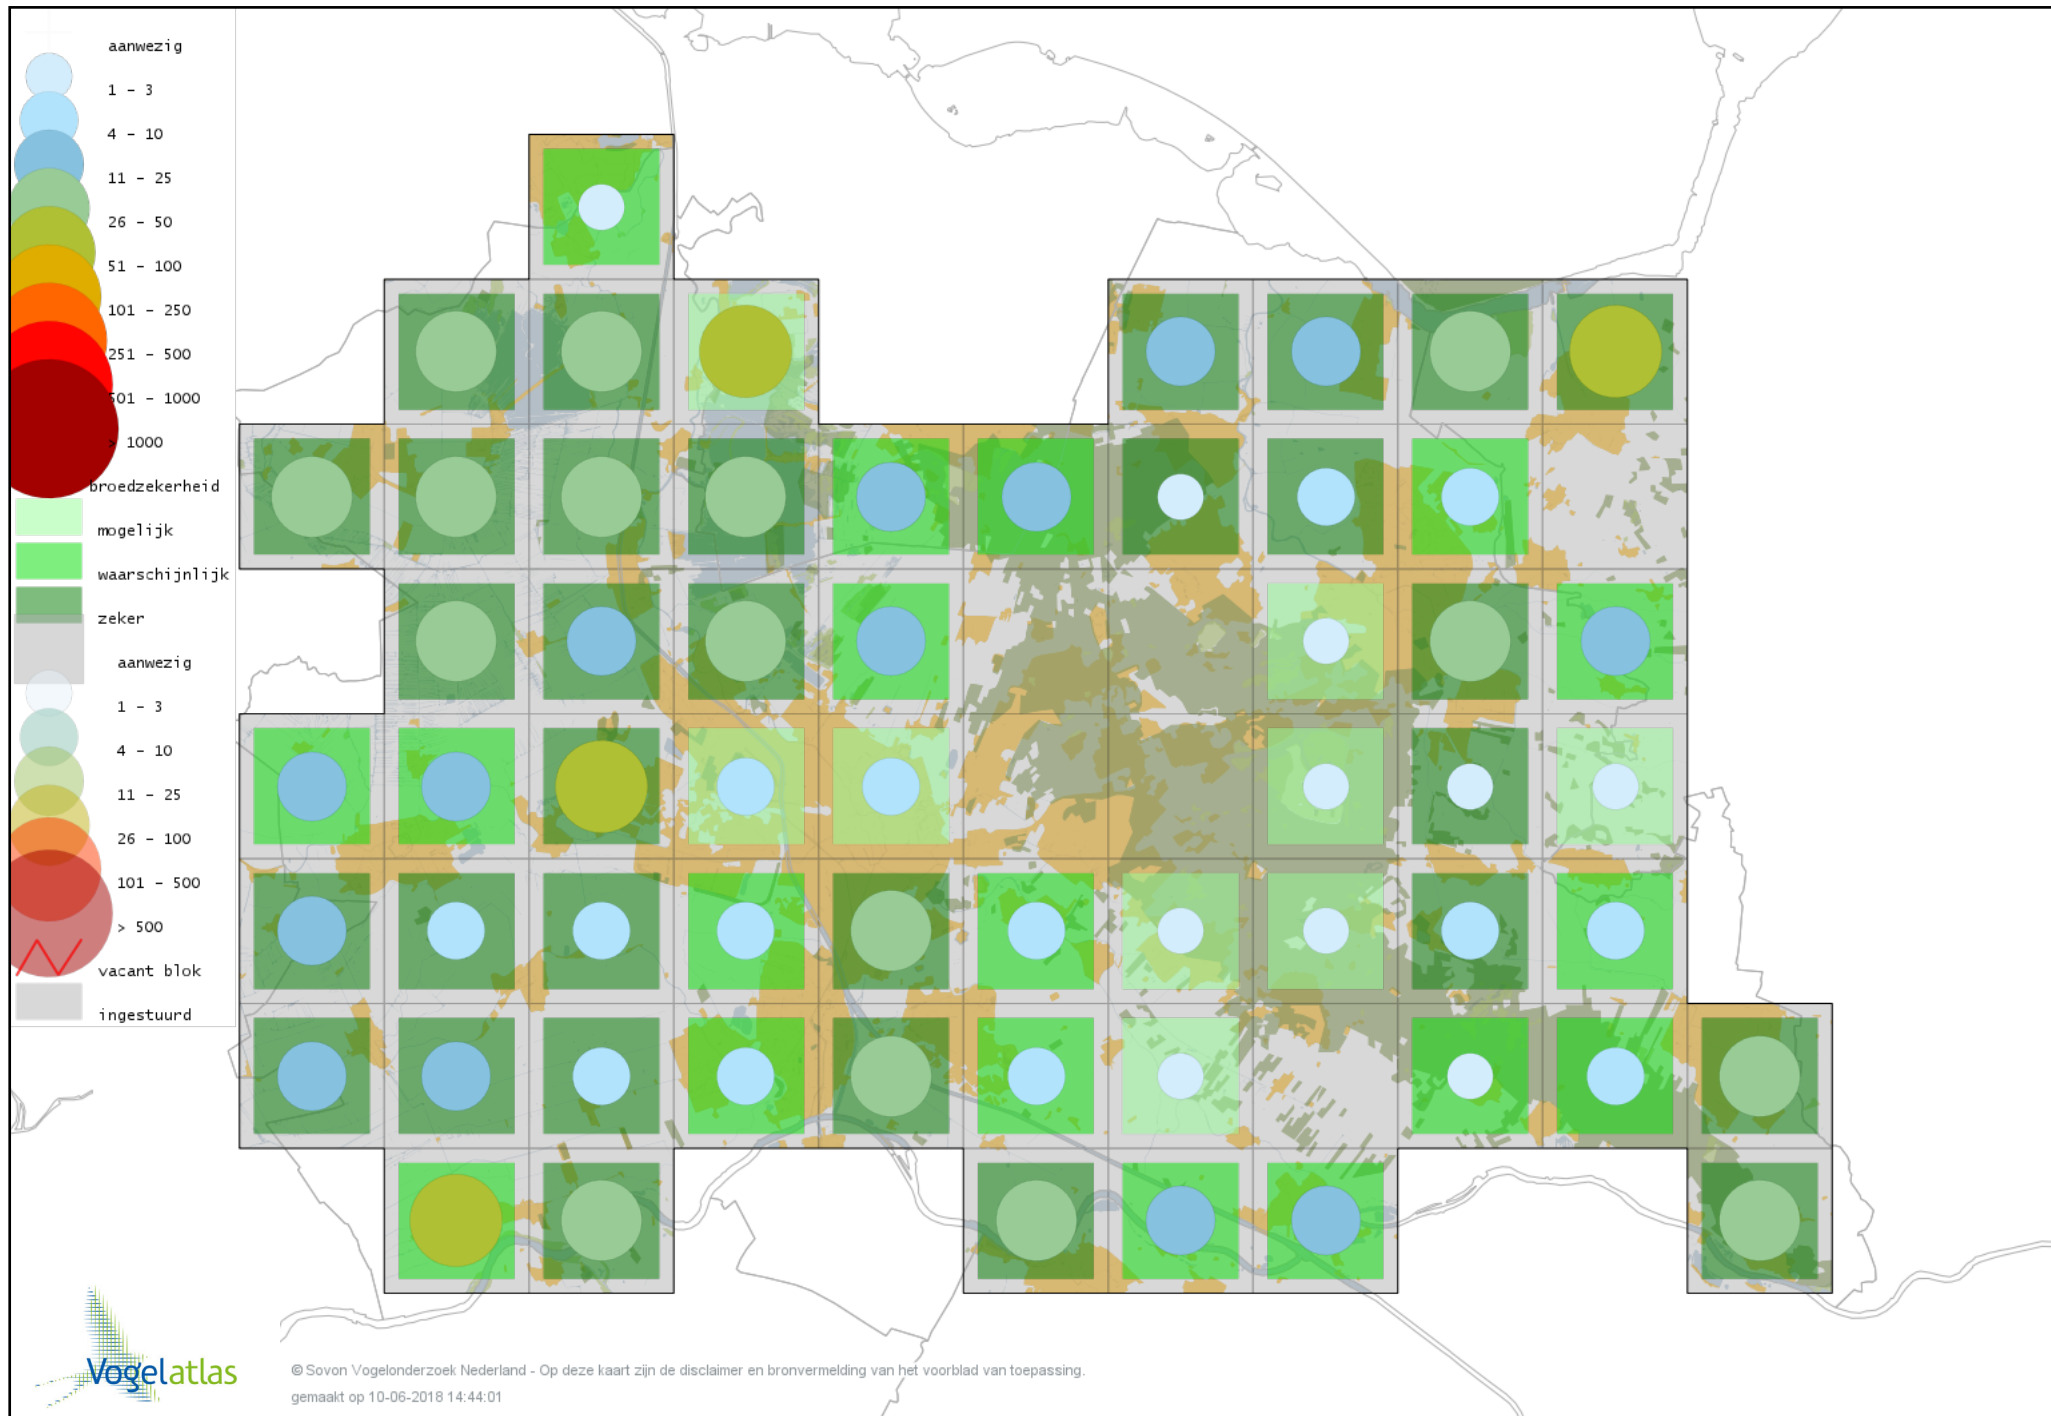 aanwezig
1 - 3
4 - 10
11 - 25
26 - 50
51 - 100
101 - 250
251 - 500
501 - 1000
> 1000
broedzekerheid
mogelijk
waarschijnlijk
zeker
aanwezig
1 - 3
4 - 10
11 - 25
26 - 100
101 - 500
> 500
vacant blok
ingestuurd
Vogelatlas
© Sovon Vogelonderzoek Nederland - Op deze kaart zijn de disclaimer en bronvermelding van het voorblad van toepassing.
gemaakt op 10-06-2018 14:44:01